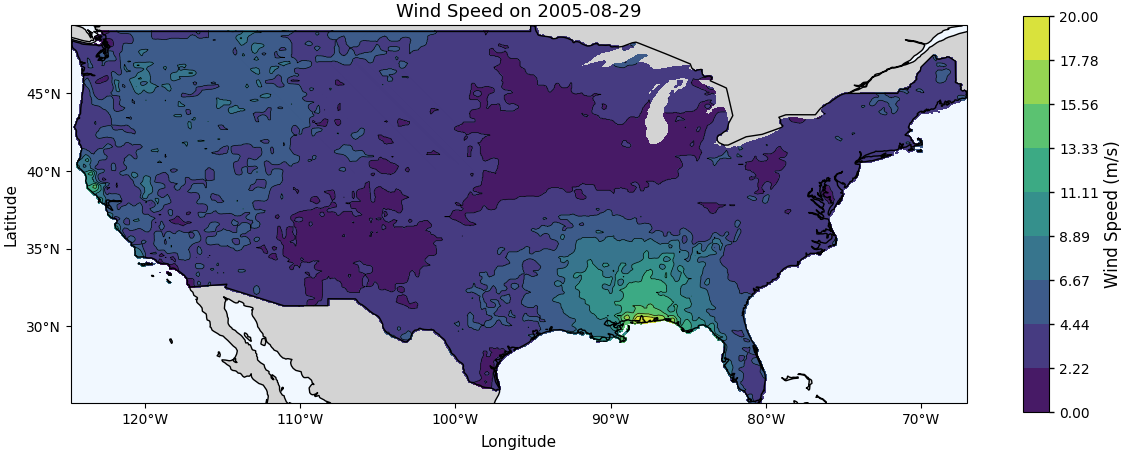 Wind Speed on 2005-08-29
Latitude
45°N
40°N
35°N
30°N
120°W
110°W
100°W
90°W
80°W
70°W
Longitude
20.00
17.78
15.56
13.33
11.11
8.89
6.67
4.44
2.22
0.00
Wind Speed (m/s)